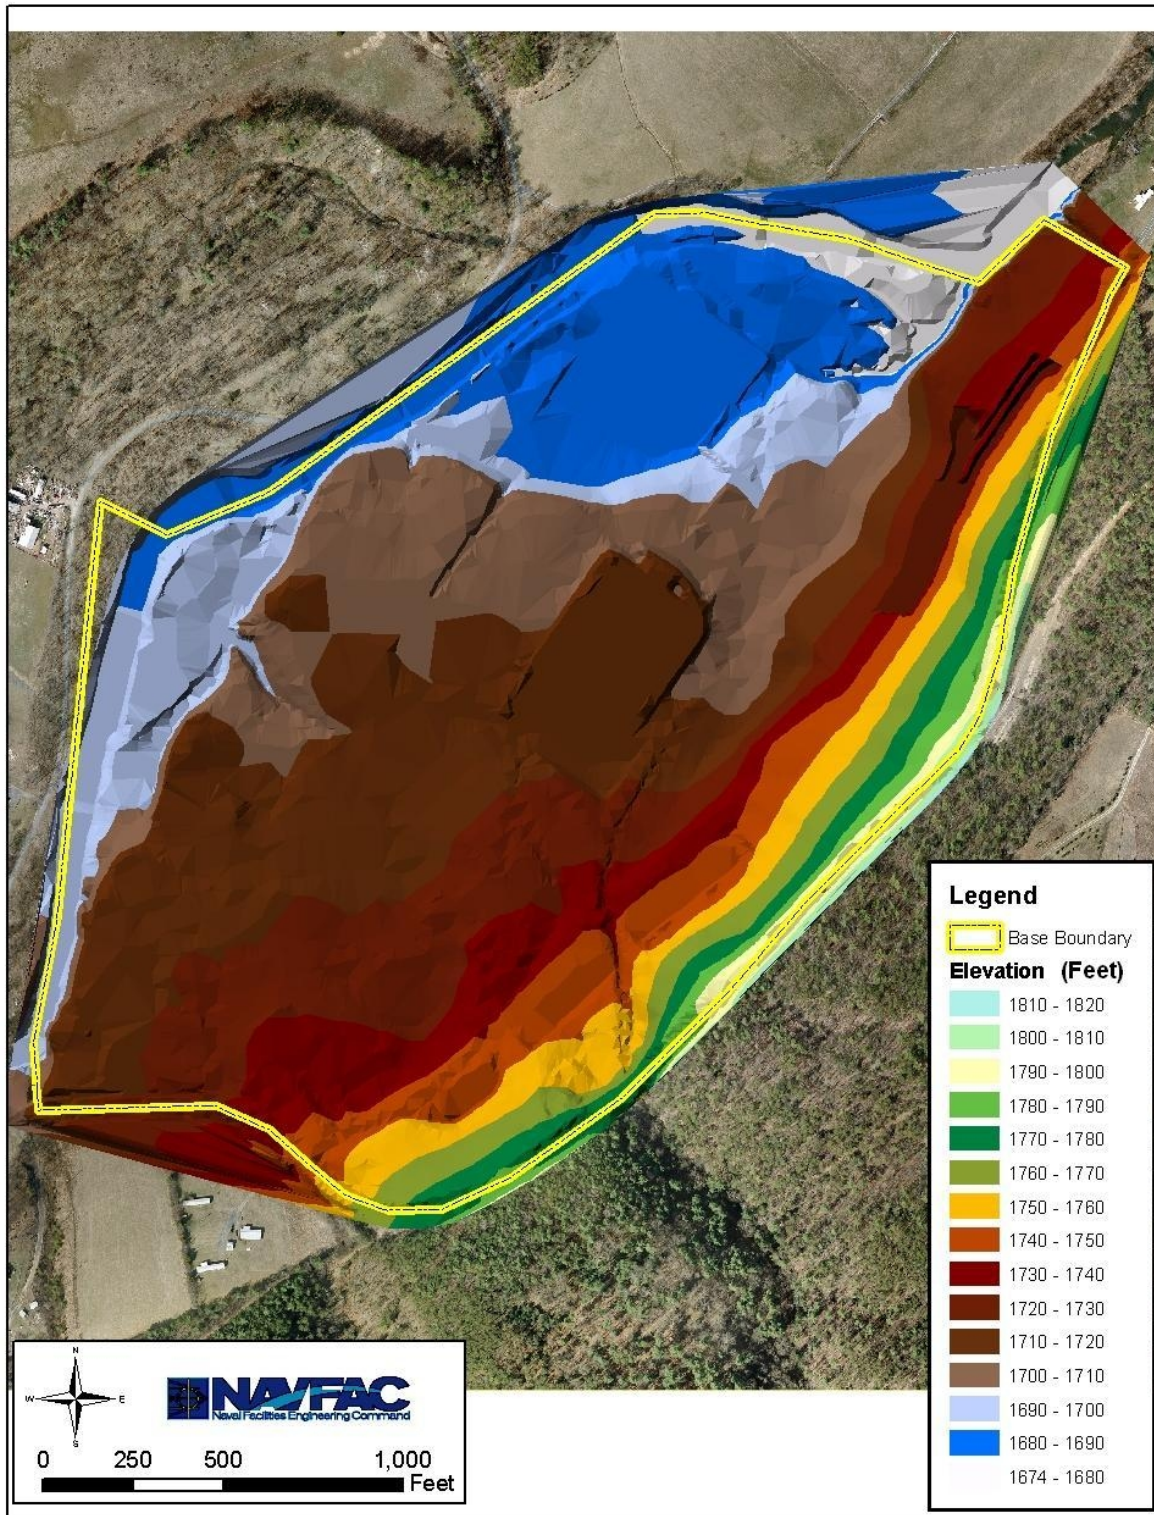 Legend
Base Boundary
Elevation (Feet)
1810 - 1820
1800 - 1810
1790 - 1800
1780 - 1790
1770 - 1780
1760 - 1770
1750 - 1760
1740 - 1750
1730 - 1740
1720 - 1730
1710 - 1720
1700 - 1710
1690 - 1700
1680 - 1690
1674 - 1680
N
W E
S
NAVFAC
Naval Facilities Engineering Command
0 250 500 1,000
Feet